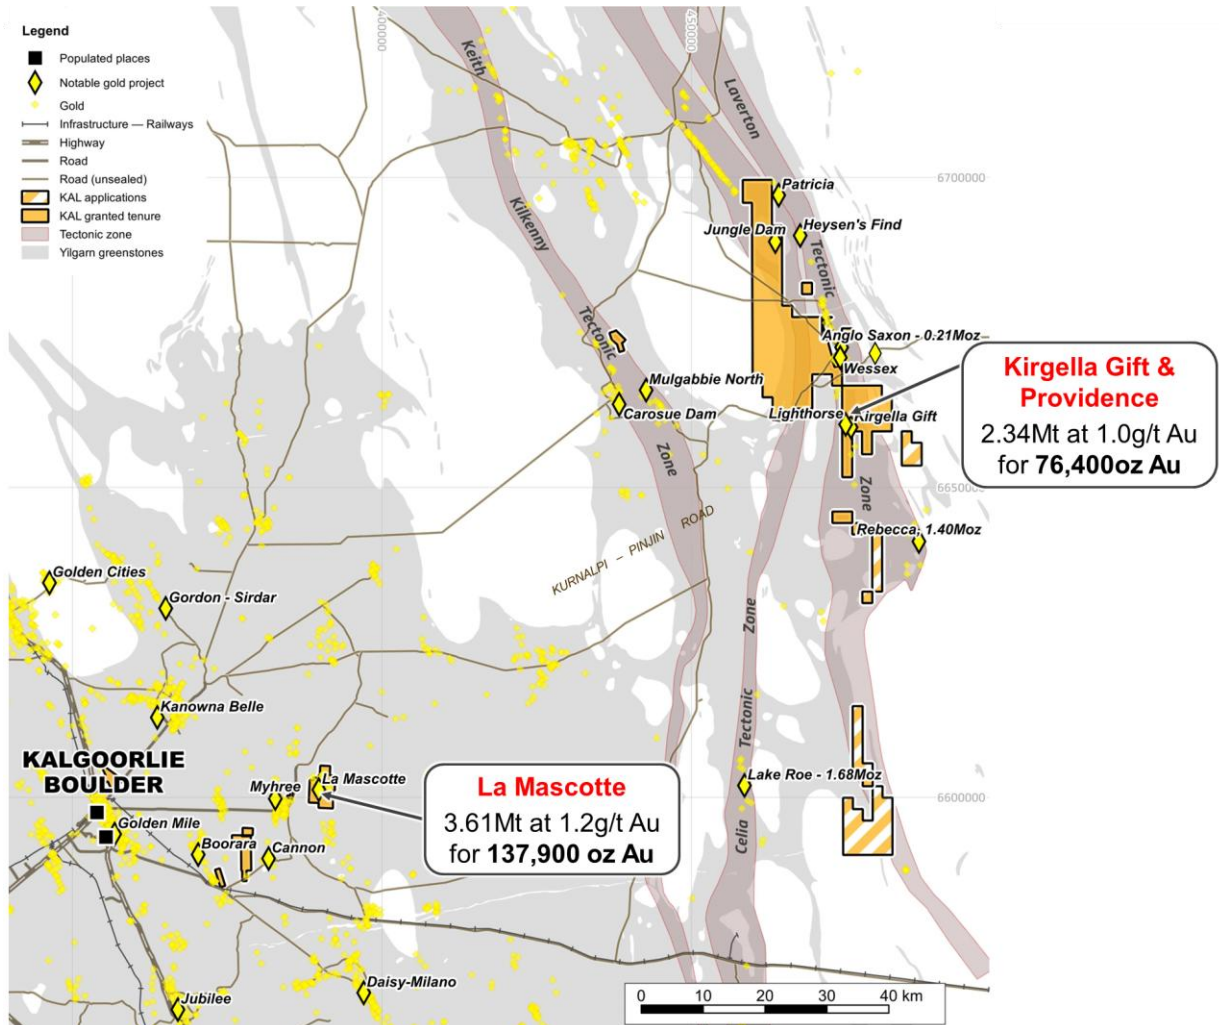 Legend
Populated places
Notable gold project
Gold
Infrastructure — Railways
Highway
Road
Road (unsealed)
KAL applications
KAL granted tenure
Tectonic zone
Yilgarn greenstones
400000
450000
Keith
Kilkenny
Tectonic
Zone
Laverton
Tectonic
Zone
6700000
Patricia
Jungle Dam
Heysen's Find
Anglo Saxon - 0.21Moz
Wessex
Mulgabbie North
Carosue Dam
Lighthorse
Kirgella Gift
Kirgella Gift &
Providence
2.34Mt at 1.0g/t Au
for 76,400oz Au
6650000
Rebecca, 1.40Moz
KURNALPI – PINJIN ROAD
Golden Cities
Gordon - Sirdar
Zone
Tectonic
Celia
Kanowna Belle
KALGOORLIE
BOULDER
Myhree
La Mascotte
Lake Roe - 1.68Moz
6600000
La Mascotte
3.61Mt at 1.2g/t Au
for 137,900 oz Au
Golden Mile
Boorara
Cannon
Daisy-Milano
Jubilee
0 10 20 30 40 km